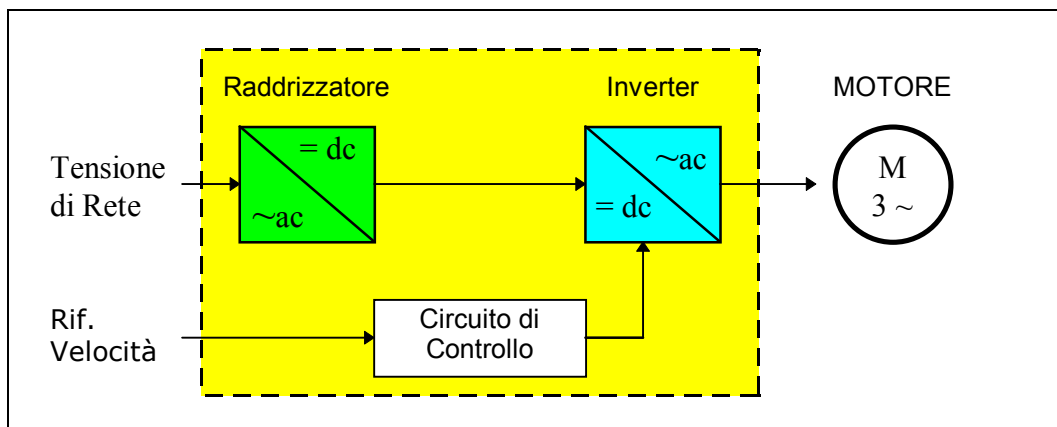 Raddrizzatore
Inverter
MOTORE
Tensione
di Rete
= dc
~ac
~ac
= dc
M
3 ~
Rif.
Velocità
Circuito di
Controllo